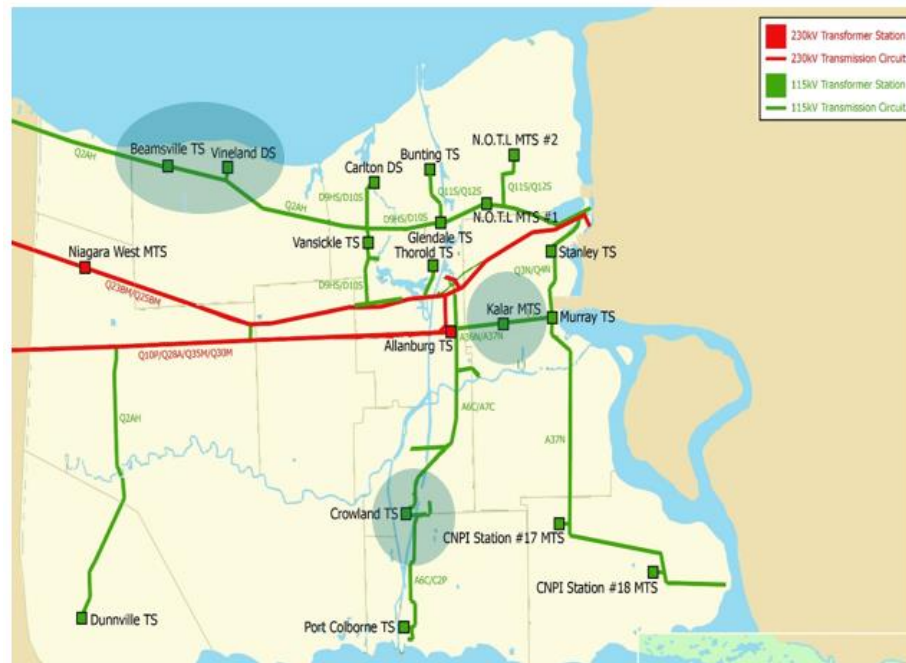 230kV Transformer Station
230kV Transmission Circuit
115kV Transformer Station
115kV Transmission Circuit
Q2AH
Beamsville TS
Vineland DS
Carlton DS
Bunting TS
N.O.T.L MTS #2
Q11S/Q12S
Q11S/Q12S
D9HS/D10S
Q2AH
D9HS/D10S
N.O.T.L MTS #1
Glendale TS
Vansickle TS
Thorold TS
Stanley TS
Niagara West MTS
Q3N/Q4N
D9HS/D10S
Q23BM/Q25BM
Kalar MTS
Murray TS
Allanburg TS
A36N/A37N
Q10P/Q28A/Q35M/Q30M
Q2AH
A6C/A7C
A37N
Crowland TS
CNPI Station #17 MTS
A6C/C2P
CNPI Station #18 MTS
Dunnville TS
Port Colborne TS